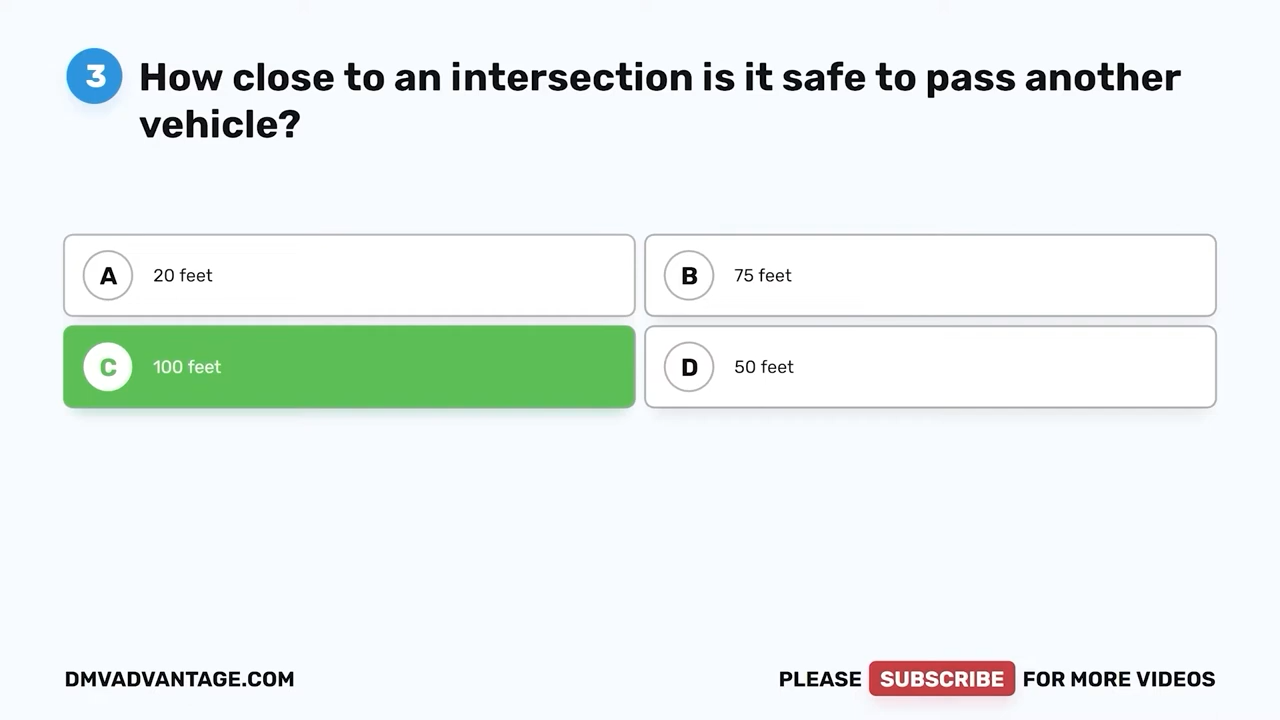 3
How close to an intersection is it safe to pass another
vehicle?
A 20 feet
B 75 feet
C 100 feet
D 50 feet
DMVADVANTAGE.COM
PLEASE SUBSCRIBE FOR MORE VIDEOS